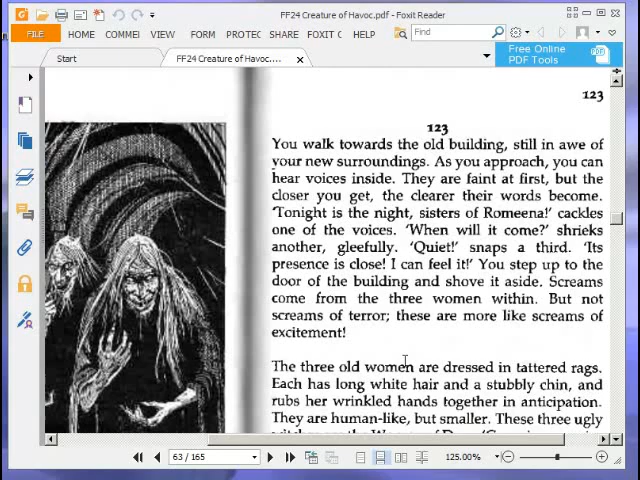 FF24 Creature of Havoc.pdf - Foxit Reader
FILE HOME COMMEI VIEW FORM PROTEC SHARE FOXIT C HELP Find
Start FF24 Creature of Havoc.... Free Online
PDF Tools
123
123
You walk towards the old building, still in awe of
your new surroundings. As you approach, you can
hear voices inside. They are faint at first, but the
closer you get, the clearer their words become.
'Tonight is the night, sisters of Romeena!' cackles
one of the voices. 'When will it come?' shrieks
another, gleefully. 'Quiet!' snaps a third. 'Its
presence is close! I can feel it!' You step up to the
door of the building and shove it aside. Screams
come from the three women within. But not
screams of terror; these are more like screams of
excitement!
The three old women are dressed in tattered rags.
Each has long white hair and a stubbly chin, and
rubs her wrinkled hands together in anticipation.
They are human-like, but smaller. These three ugly
63 / 165 125.00%